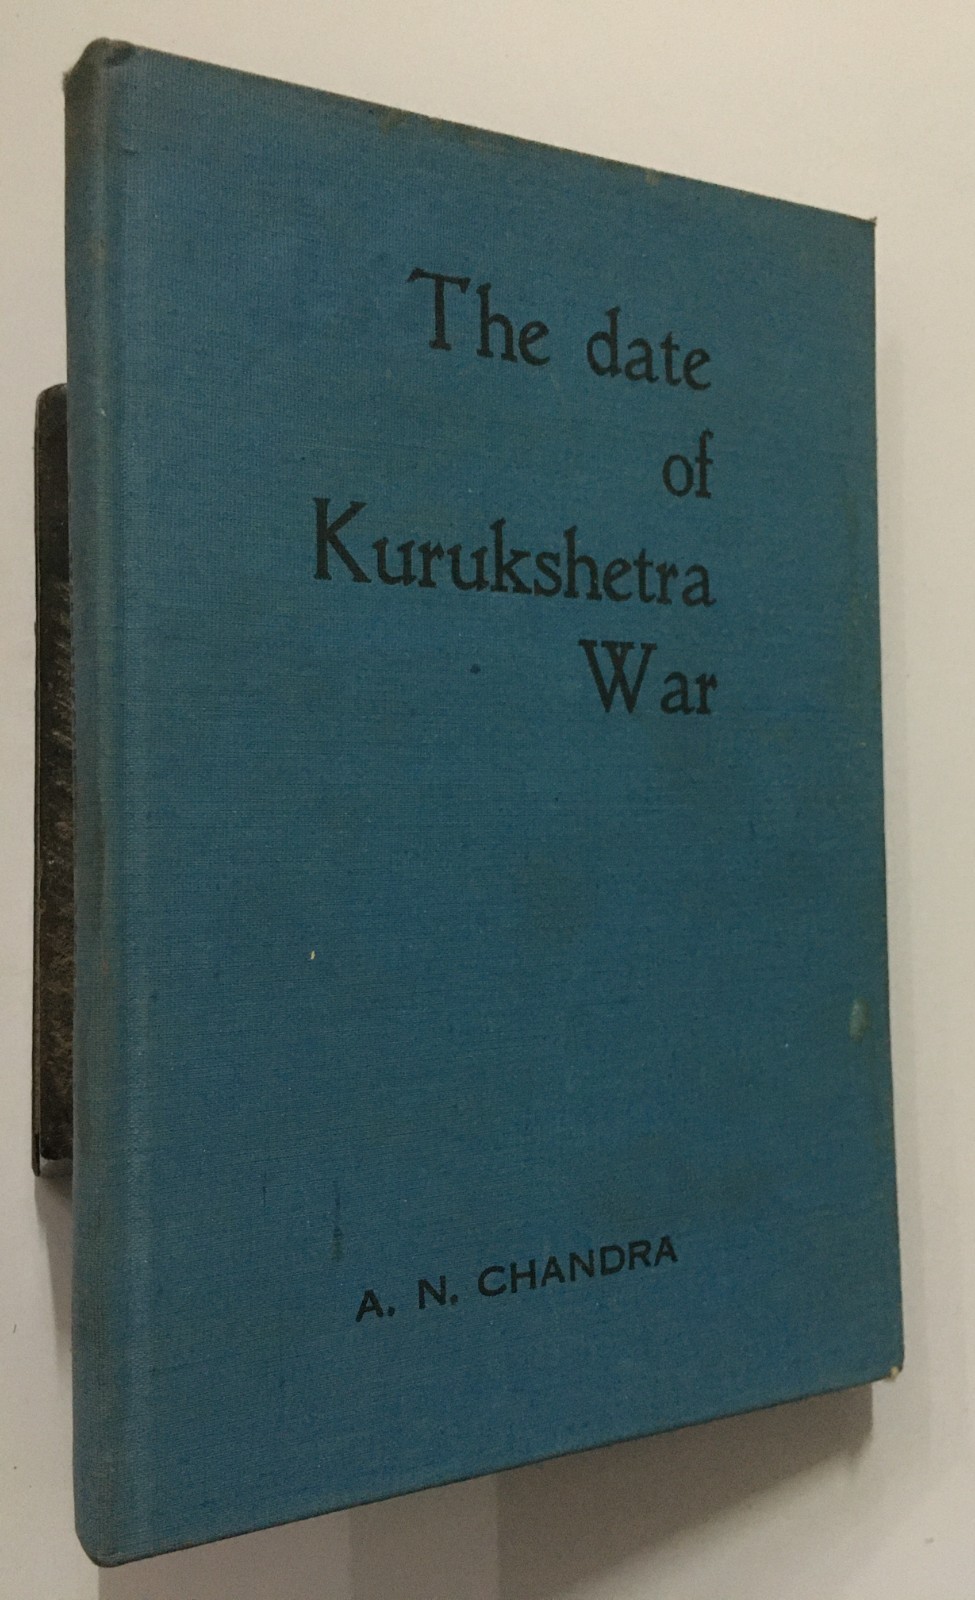 The date
of
Kurukshetra
War
A. N. CHANDRA